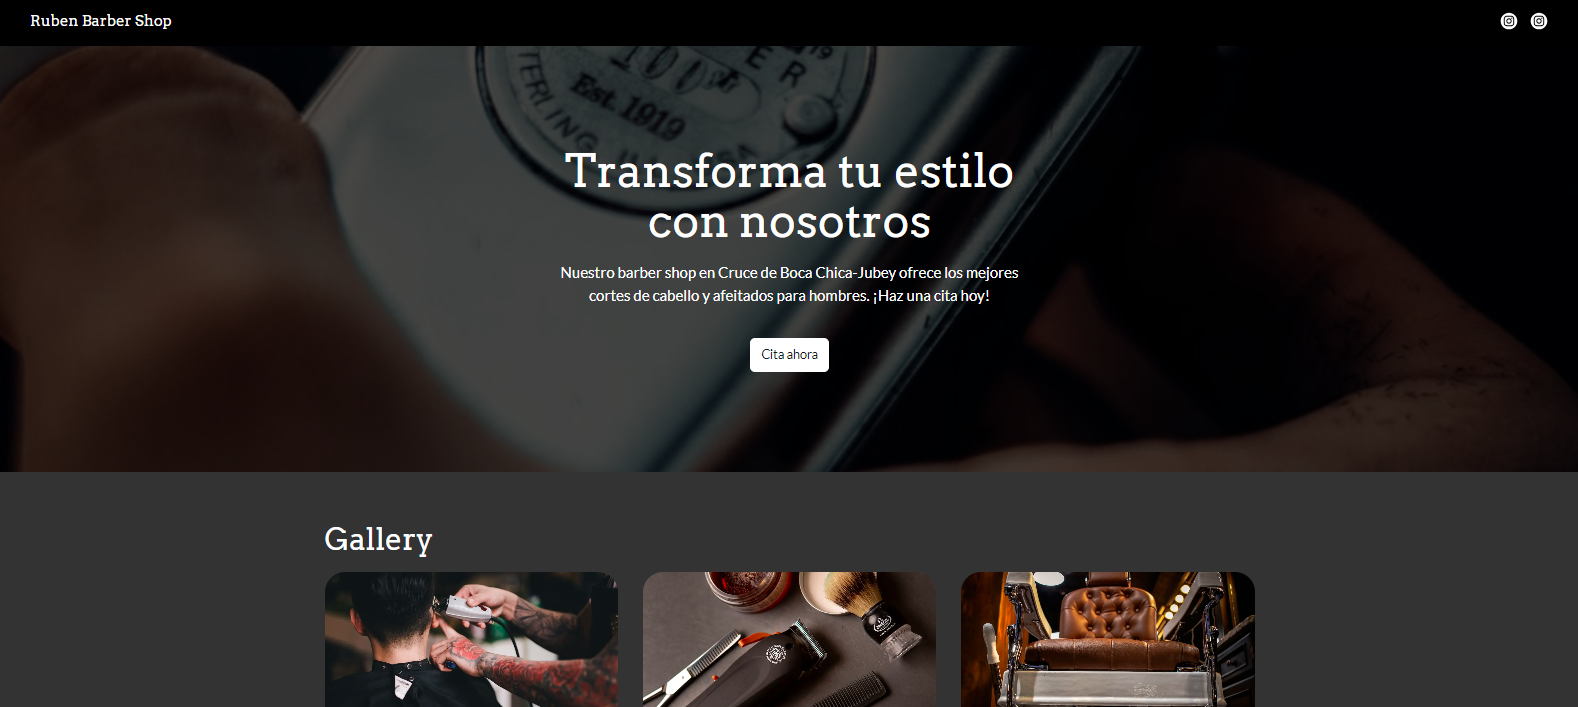 Ruben Barber Shop
100st
Est. 1919
Transforma tu estilo
con nosotros
Nuestro barber shop en Cruce de Boca Chica-Jubey ofrece los mejores
cortes de cabello y afeitados para hombres. ¡Haz una cita hoy!
Cita ahora
Gallery